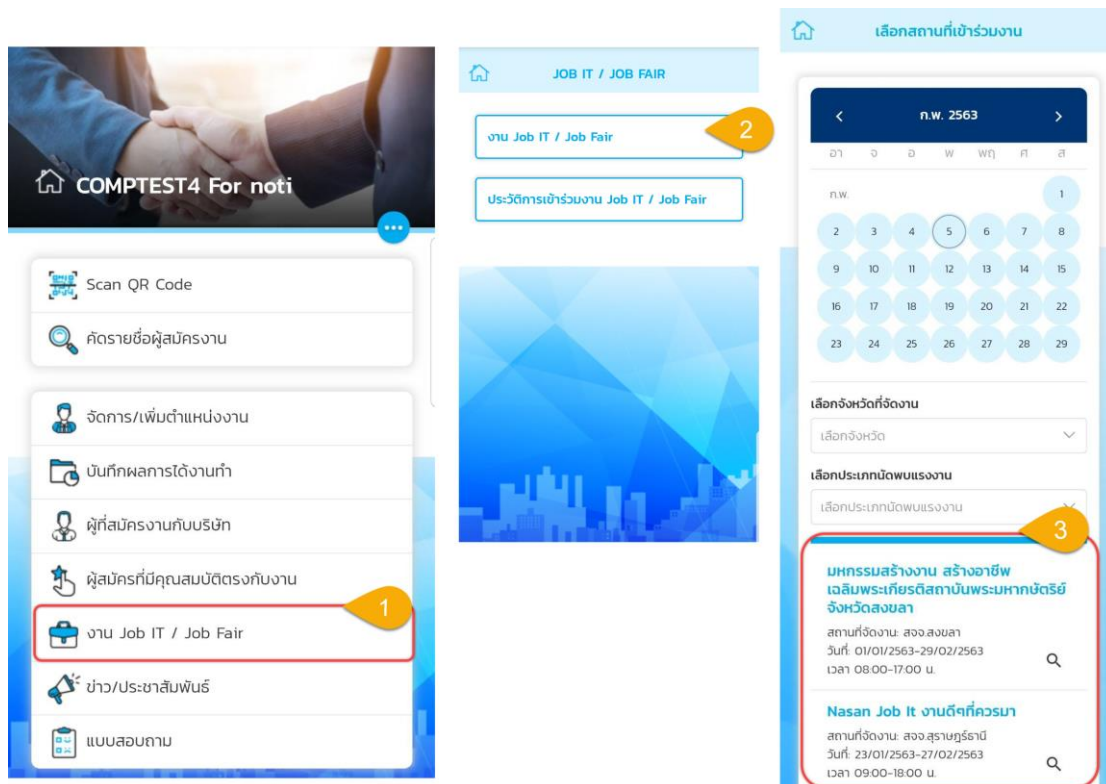 COMPTEST4 For noti
Scan QR Code
คัดรายชื่อผู้สมัครงาน
จัดการ/เพิ่มตำแหน่งงาน
บันทึกผลการได้งานทำ
ผู้ที่สมัครงานกับบริษัท
ผู้สมัครที่มีคุณสมบัติตรงกับงาน
1
งาน Job IT / Job Fair
ข่าว/ประชาสัมพันธ์
แบบสอบถาม
JOB IT / JOB FAIR
งาน Job IT / Job Fair
2
ประวัติการเข้าร่วมงาน Job IT / Job Fair
เลือกสถานที่เข้าร่วมงาน
ก.พ. 2563
อา จ อ พ พฤ ศ ส
ก.พ. 1
2 3 4 5 6 7 8
9 10 11 12 13 14 15
16 17 18 19 20 21 22
23 24 25 26 27 28 29
เลือกจังหวัดที่จัดงาน
เลือกจังหวัด
เลือกประเภทนัดพบแรงงาน
เลือกประเภทนัดพบแรงงาน
3
มหกรรมสร้างงาน สร้างอาชีพ
เฉลิมพระเกียรติสถาบันพระมหากษัตริย์
จังหวัดสงขลา
สถานที่จัดงาน: สจจ.สงขลา
วันที่: 01/01/2563-29/02/2563
เวลา 08:00-17:00 น.
Nasan Job It งานดีๆที่ควรมา
สถานที่จัดงาน: สจจ.สุราษฎร์ธานี
วันที่: 23/01/2563-27/02/2563
เวลา 09:00-18:00 น.